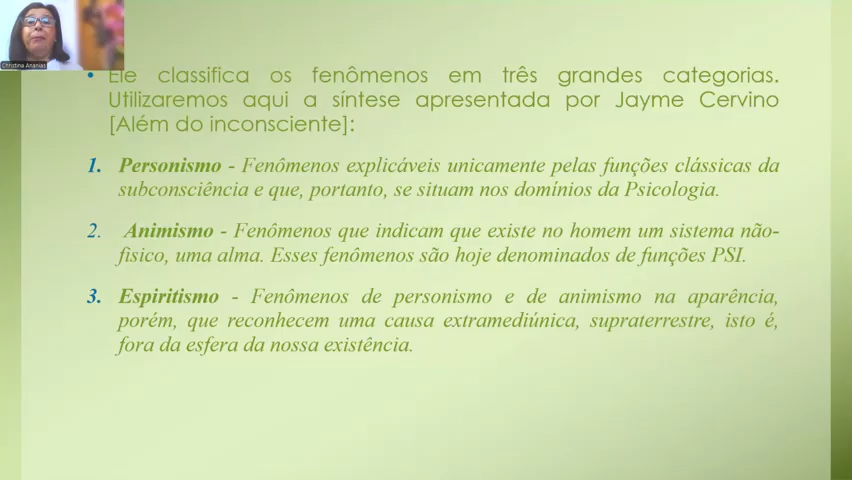 Christina Ananias
• Ele classifica os fenômenos em três grandes categorias.
Utilizaremos aqui a síntese apresentada por Jayme Cervino
[Além do inconsciente]:
1. Personismo - Fenômenos explicáveis unicamente pelas funções clássicas da
subconsciência e que, portanto, se situam nos domínios da Psicologia.
2. Animismo - Fenômenos que indicam que existe no homem um sistema não-
fisico, uma alma. Esses fenômenos são hoje denominados de funções PSI.
3. Espiritismo - Fenômenos de personismo e de animismo na aparência,
porém, que reconhecem uma causa extramediúnica, supraterrestre, isto é,
fora da esfera da nossa existência.